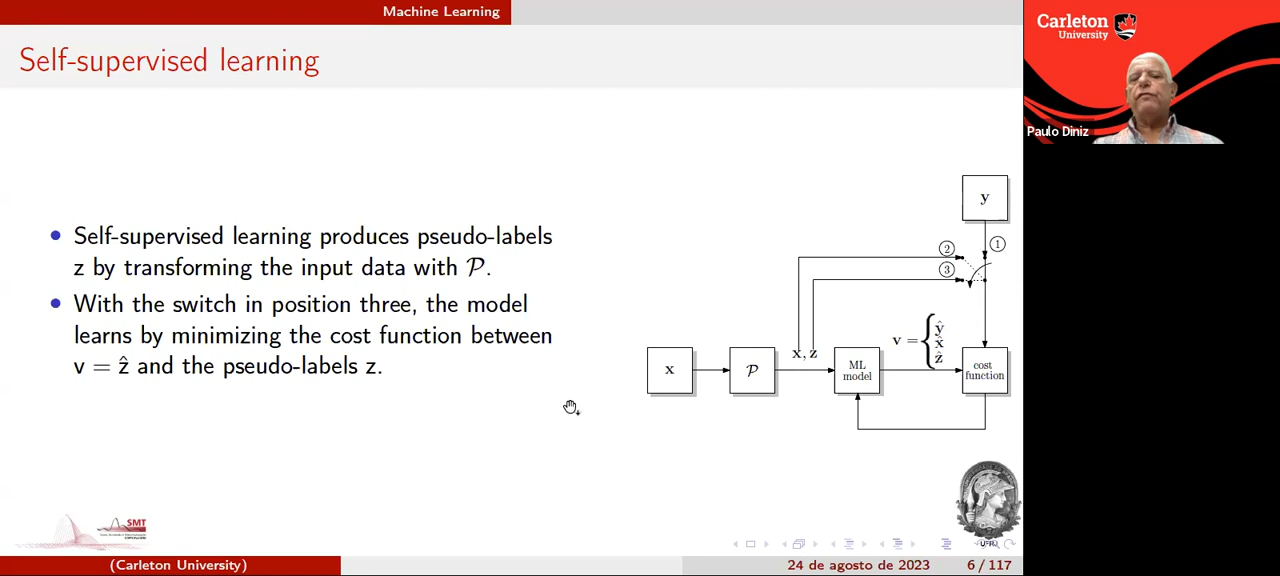 Machine Learning
Self-supervised learning
Carleton
University
Paulo Diniz
• Self-supervised learning produces pseudo-labels
z by transforming the input data with 𝒫.
• With the switch in position three, the model
learns by minimizing the cost function between
v = ẑ and the pseudo-labels z.
y
①
②
③
v = { ŷ
x̂
ẑ
x, z
x
𝒫
ML
model
cost
function
SMT
UFRJ
(Carleton University)
24 de agosto de 2023
6 / 117